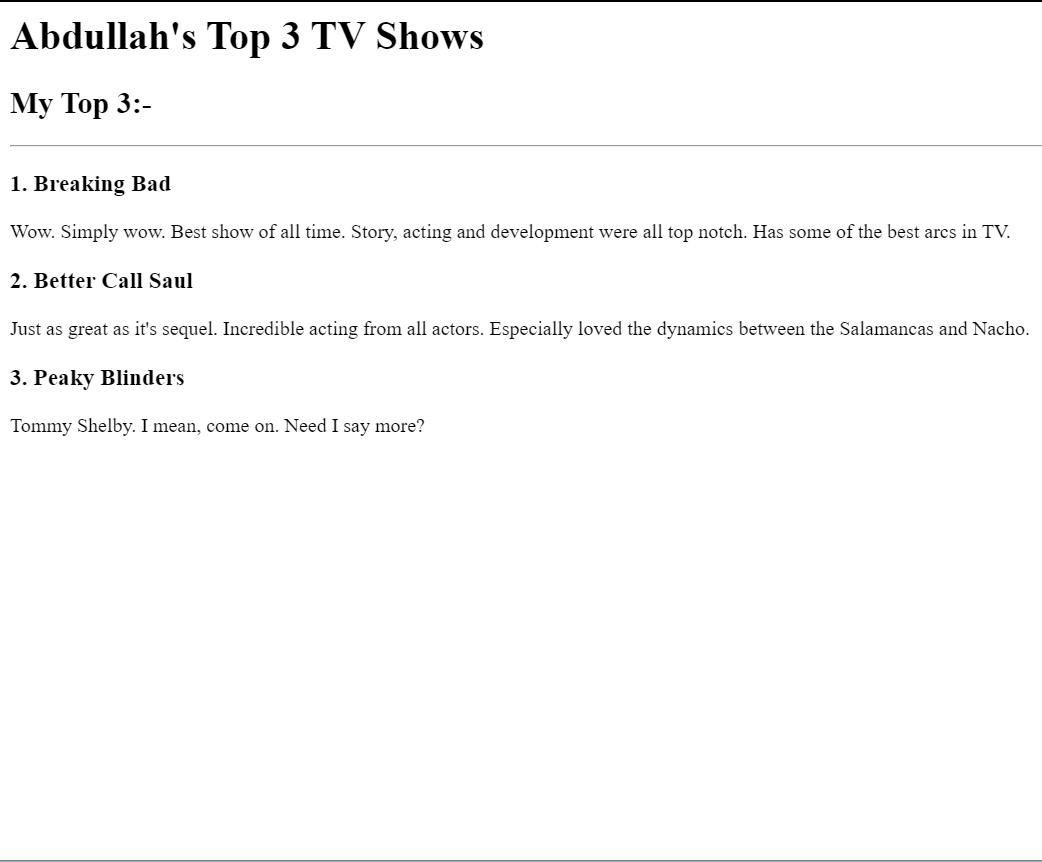 Abdullah's Top 3 TV Shows
My Top 3:-
1. Breaking Bad
Wow. Simply wow. Best show of all time. Story, acting and development were all top notch. Has some of the best arcs in TV.
2. Better Call Saul
Just as great as it's sequel. Incredible acting from all actors. Especially loved the dynamics between the Salamancas and Nacho.
3. Peaky Blinders
Tommy Shelby. I mean, come on. Need I say more?